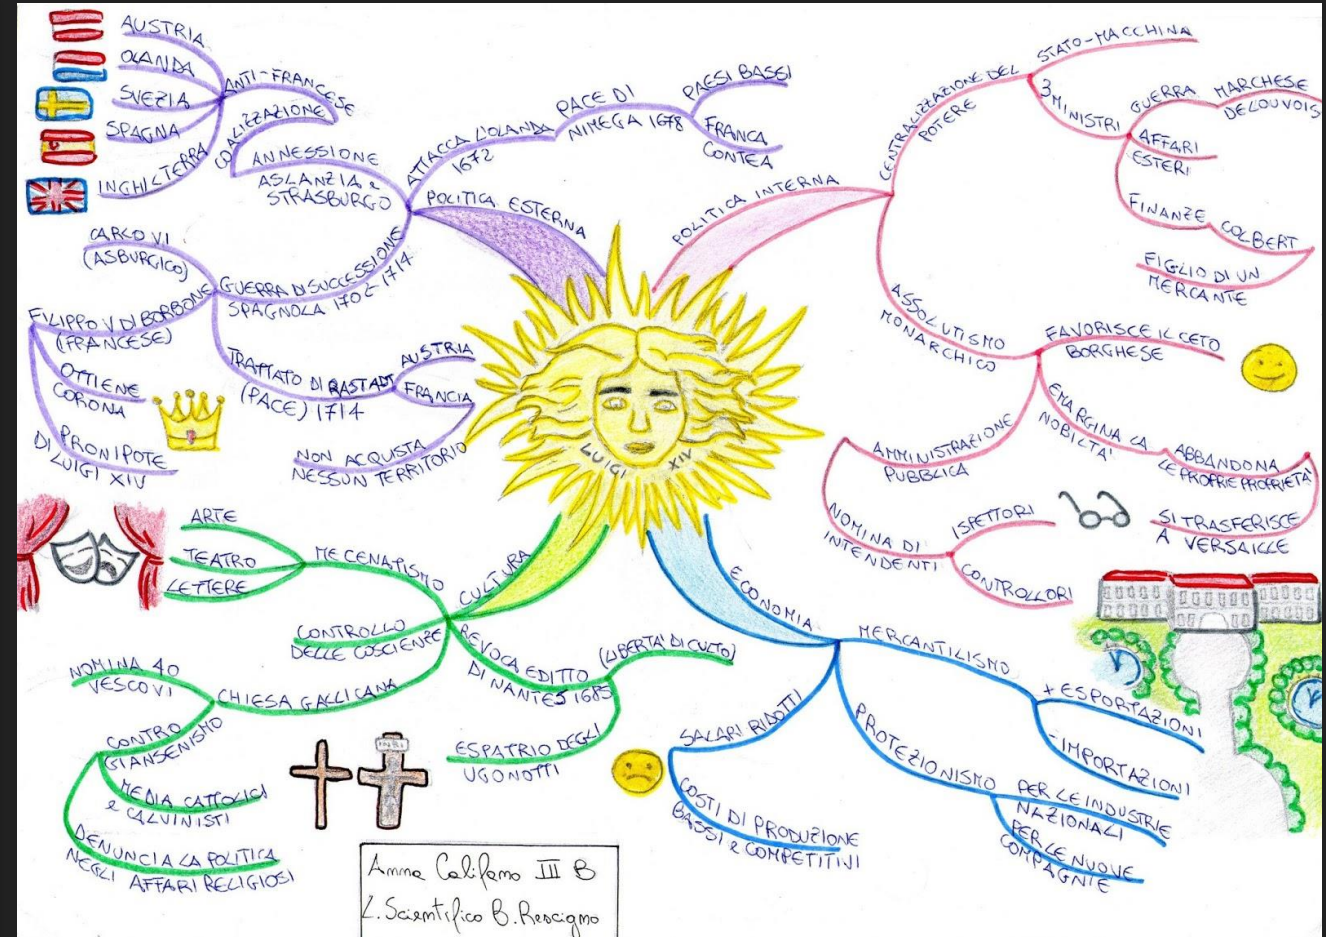 LUIGI XIV
POLITICA INTERNA
CENTRALIZZAZIONE DEL
POTERE
STATO-MACCHINA
3 MINISTRI
GUERRA
MARCHESE
DE LOUVOIS
AFFARI
ESTERI
FINANZE
COLBERT
FIGLIO DI UN
MERCANTE
ASSOLUTISMO
MONARCHICO
FAVORISCE IL CETO
BORGHESE
EMARGINA LA
NOBILTA'
ABBANDONA
LE PROPRIE PROPRIETÀ
SI TRASFERISCE
A VERSAILLE
AMMINISTRAZIONE
PUBBLICA
NOMINA DI
INTENDENTI
ISPETTORI
CONTROLLORI
ECONOMIA
MERCANTILISMO
+ ESPORTAZIONI
- IMPORTAZIONI
PROTEZIONISMO
PER LE INDUSTRIE
NAZIONALI
PER LE NUOVE
COMPAGNIE
SALARI RIDOTTI
COSTI DI PRODUZIONE
BASSI e COMPETITIVI
CULTURA
MECENATISMO
ARTE
TEATRO
LETTERE
CONTROLLO
DELLE COSCIENZE
REVOCA EDITTO
DI NANTES 1685
(LIBERTA' DI CULTO)
ESPATRIO DEGLI
UGONOTTI
CHIESA GALLICANA
NOMINA 40
VESCOVI
CONTRO
GIANSENISMO
MEDIA CATTOLICI
e CALVINISTI
DENUNCIA LA POLITICA
NEGLI AFFARI RELIGIOSI
INRI
POLITICA ESTERNA
ATTACCA L'OLANDA
1672
PACE DI
NIMEGA 1678
PAESI BASSI
FRANCA
CONTEA
ANNESSIONE
ASLANZIA e
STRASBURGO
COALIZZAZIONE
ANTI-FRANCESE
AUSTRIA
OLANDA
SVEZIA
SPAGNA
INGHILTERRA
GUERRA DI SUCCESSIONE
SPAGNOLA 1702-1714
CARLO VI
(ASBURGICO)
FILIPPO V DI BORBONE
(FRANCESE)
OTTIENE
CORONA
PRONIPOTE
DI LUIGI XIV
TRATTATO DI RASTADT
(PACE) 1714
AUSTRIA
FRANCIA
NON ACQUISTA
NESSUN TERRITORIO
Anna Califano III B
L. Scientifico B. Rescigno